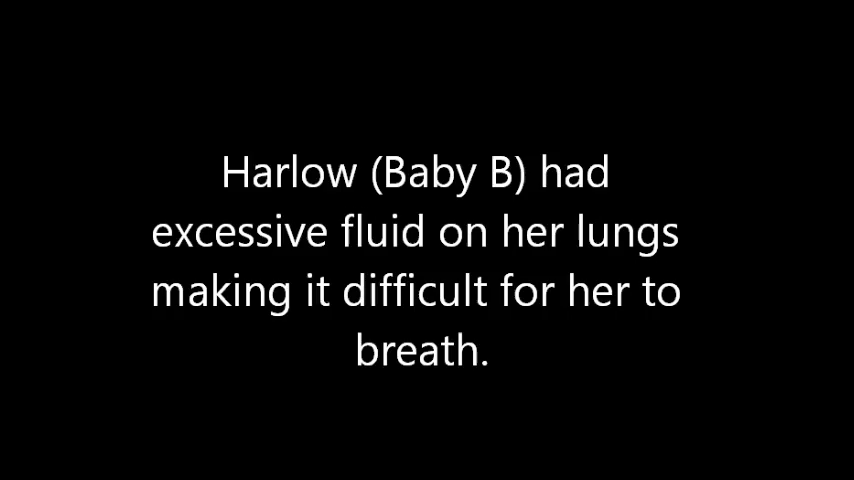 Harlow (Baby B) had
excessive fluid on her lungs
making it difficult for her to
breath.